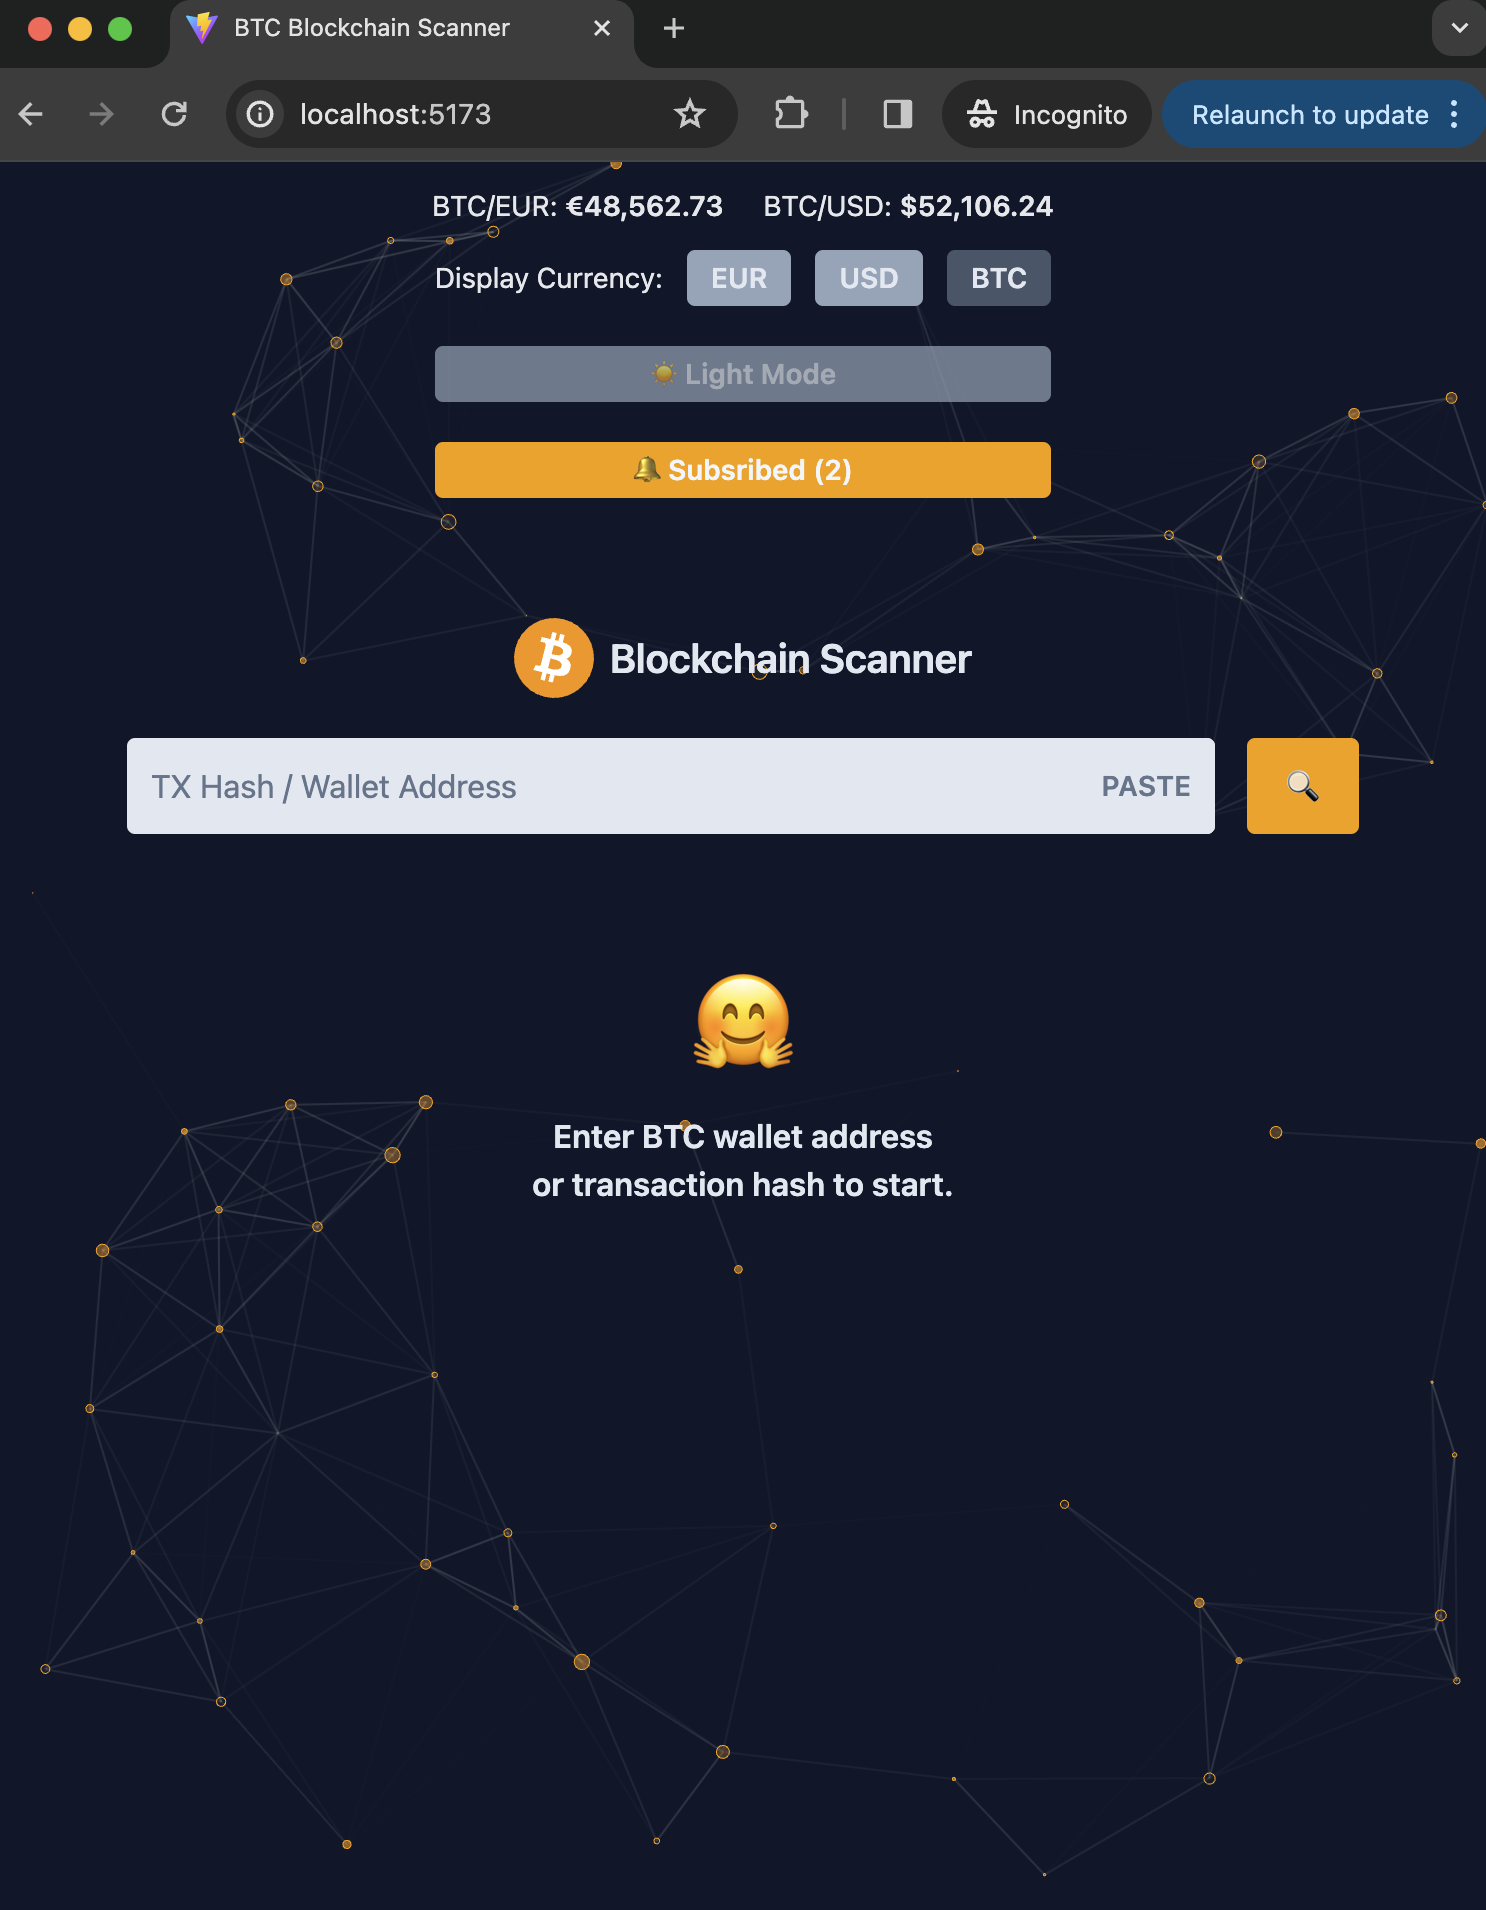 BTC Blockchain Scanner
localhost:5173
Incognito
Relaunch to update
BTC/EUR: €48,562.73 BTC/USD: $52,106.24
Display Currency: EUR USD BTC
Light Mode
Subsribed (2)
Blockchain Scanner
TX Hash / Wallet Address PASTE
Enter BTC wallet address
or transaction hash to start.